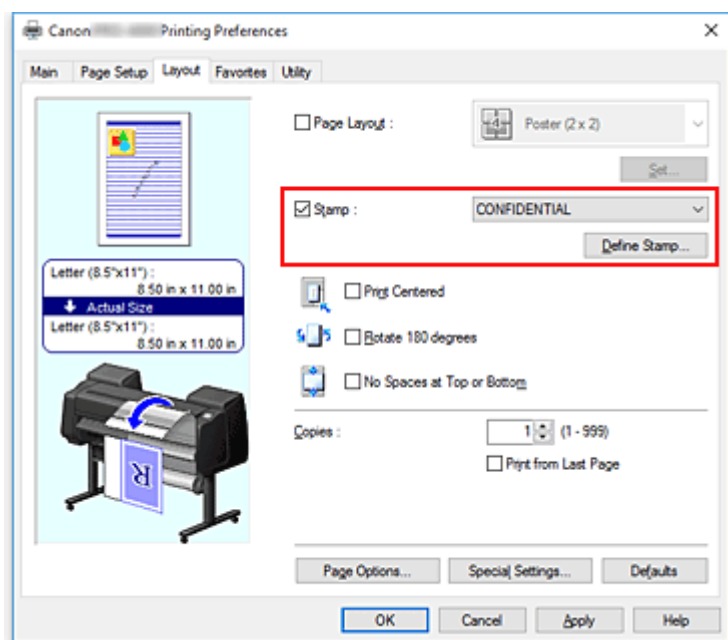 Canon Printing Preferences
Main Page Setup Layout Favorites Utility
Page Layout :
4 Poster (2 x 2)
Set...
Stamp : CONFIDENTIAL
Define Stamp...
Letter (8.5"x11") :
8.50 in x 11.00 in
Actual Size
Letter (8.5"x11") :
8.50 in x 11.00 in
R
Print Centered
Rotate 180 degrees
No Spaces at Top or Bottom
Copies : 1 (1 - 999)
Print from Last Page
Page Options... Special Settings... Defaults
OK Cancel Apply Help